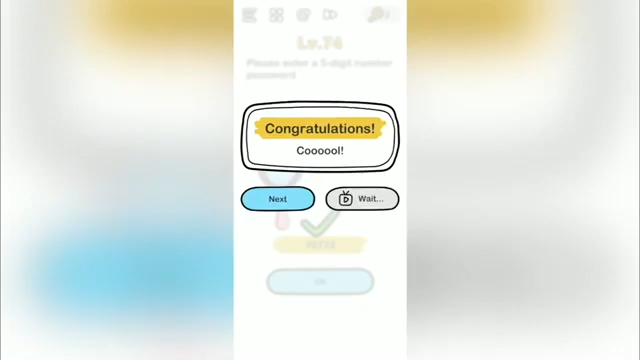 Lv.74
Please enter a 5-digit number
password
Congratulations!
Coooool!
Next
Wait...